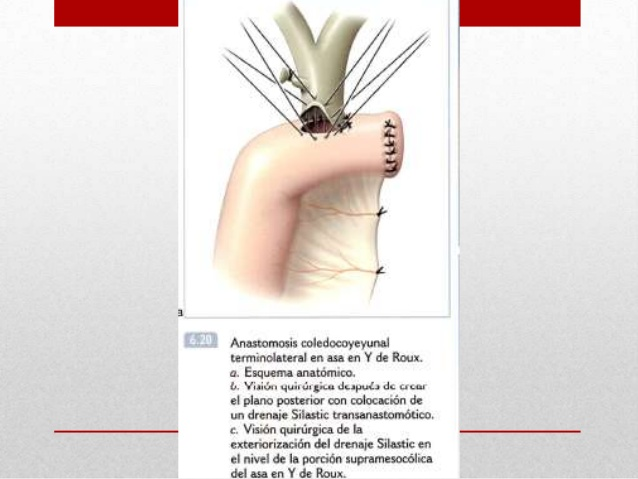 a
6.20
Anastomosis coledocoyeyunal
terminolateral en asa en Y de Roux.
a. Esquema anatómico.
b. Visión quirúrgica después de crear
el plano posterior con colocación de
un drenaje Silastic transanastomótico.
c. Visión quirúrgica de la
exteriorización del drenaje Silastic en
el nivel de la porción supramesocólica
del asa en Y de Roux.